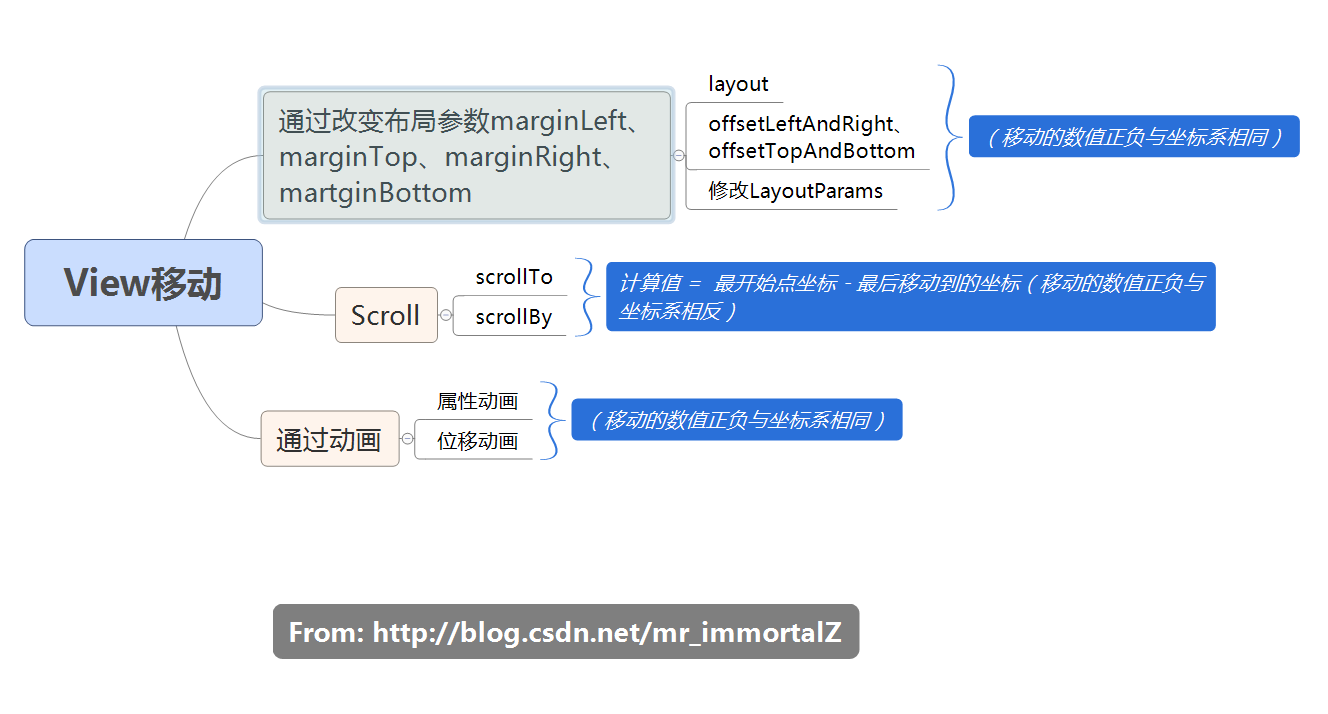 View移动
通过改变布局参数marginLeft、
marginTop、marginRight、
martginBottom
layout
offsetLeftAndRight、
offsetTopAndBottom
修改LayoutParams
（移动的数值正负与坐标系相同）
Scroll
scrollTo
scrollBy
计算值 = 最开始点坐标 - 最后移动到的坐标（移动的数值正负与
坐标系相反）
通过动画
属性动画
位移动画
（移动的数值正负与坐标系相同）
From: http://blog.csdn.net/mr_immortalZ